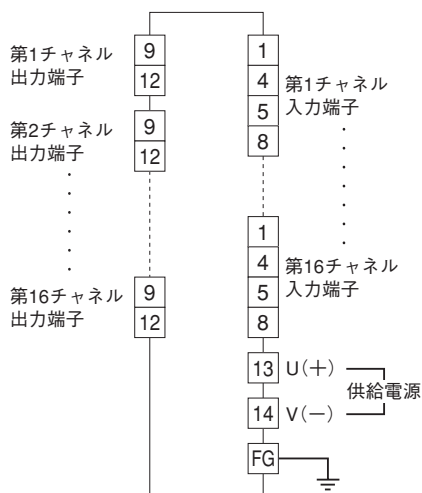 第1チャネル
出力端子
9
12
第2チャネル
出力端子
9
12
第16チャネル
出力端子
9
12
1
4
5
8
第1チャネル
入力端子
1
4
5
8
第16チャネル
入力端子
13 U(+)
供給電源
14 V(-)
FG